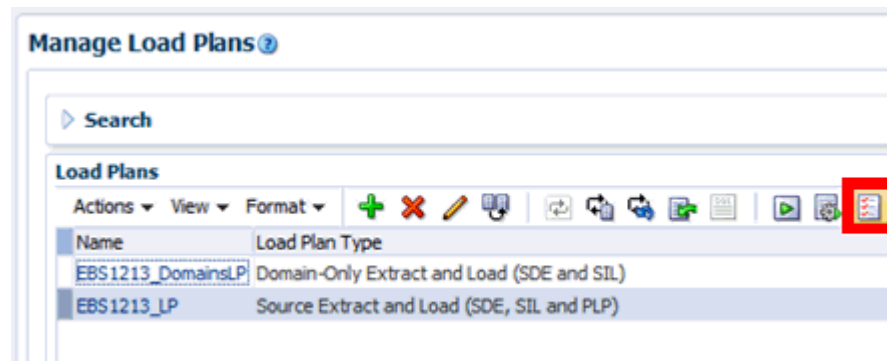 Manage Load Plans
Search
Load Plans
Actions View Format
Name Load Plan Type
EBS1213_DomainsLP Domain-Only Extract and Load (SDE and SIL)
EBS1213_LP Source Extract and Load (SDE, SIL and PLP)